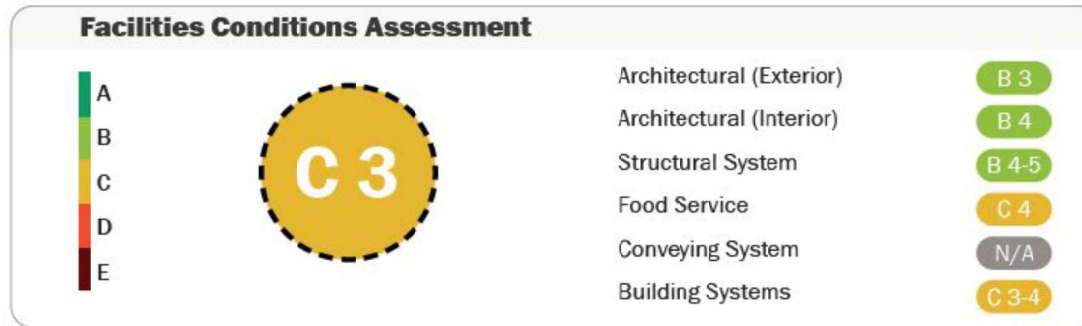 Facilities Conditions Assessment
A
B
C
D
E
C 3
Architectural (Exterior) B 3
Architectural (Interior) B 4
Structural System B 4-5
Food Service C 4
Conveying System N/A
Building Systems C 3-4